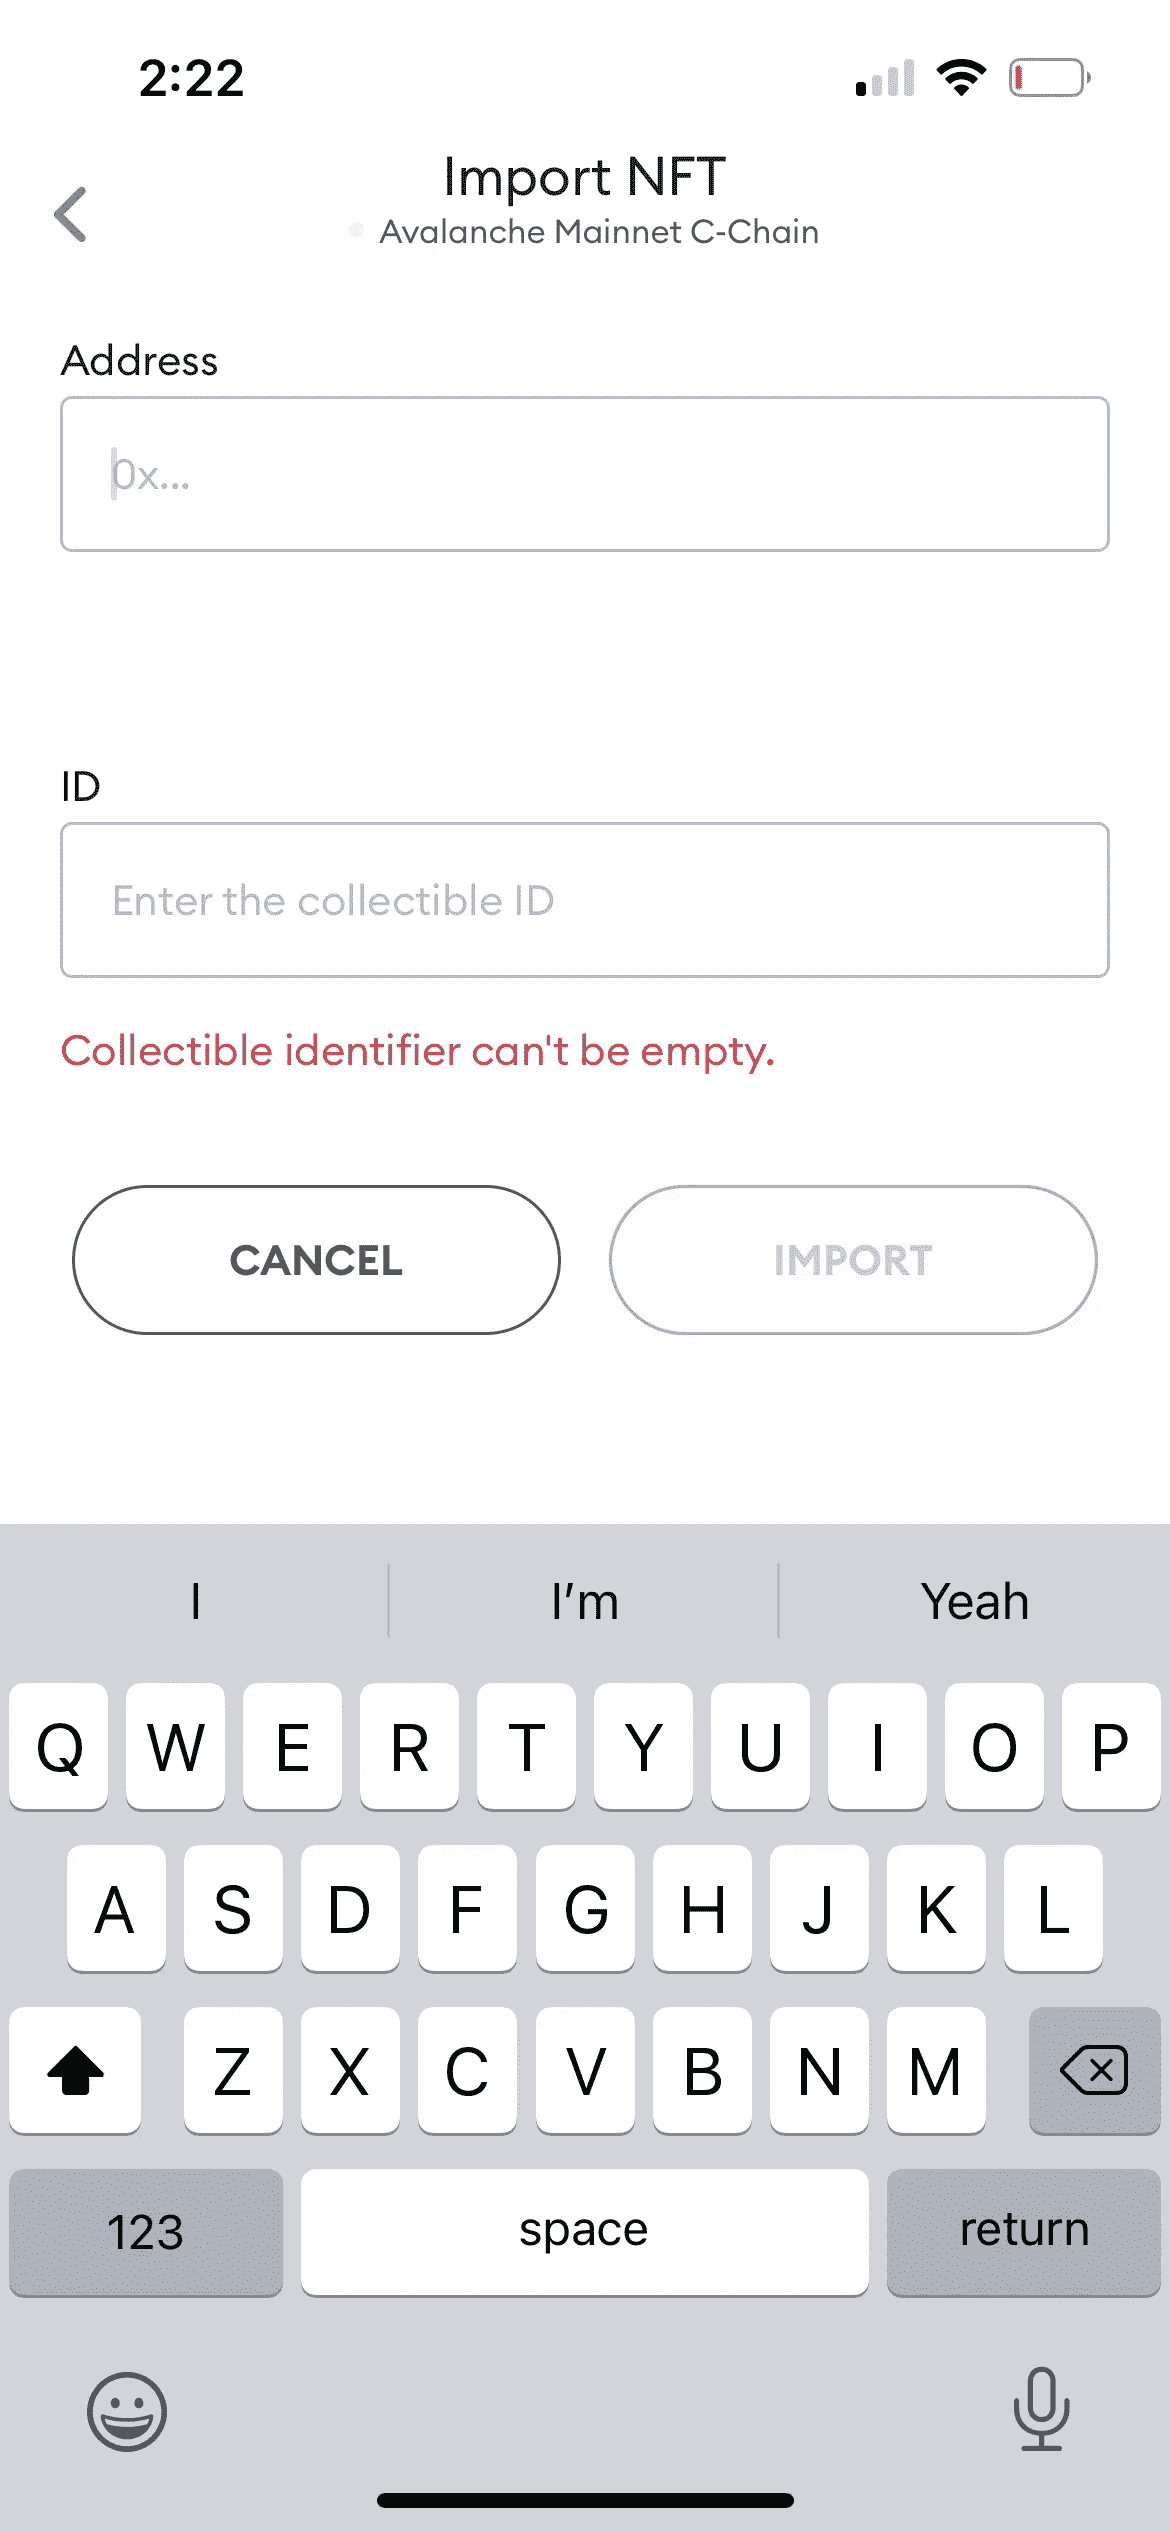 2:22
Import NFT
Avalanche Mainnet C-Chain
Address
0x...
ID
Enter the collectible ID
Collectible identifier can't be empty.
CANCEL IMPORT
I I'm Yeah
Q W E R T Y U I O P
A S D F G H J K L
Z X C V B N M
123 space return